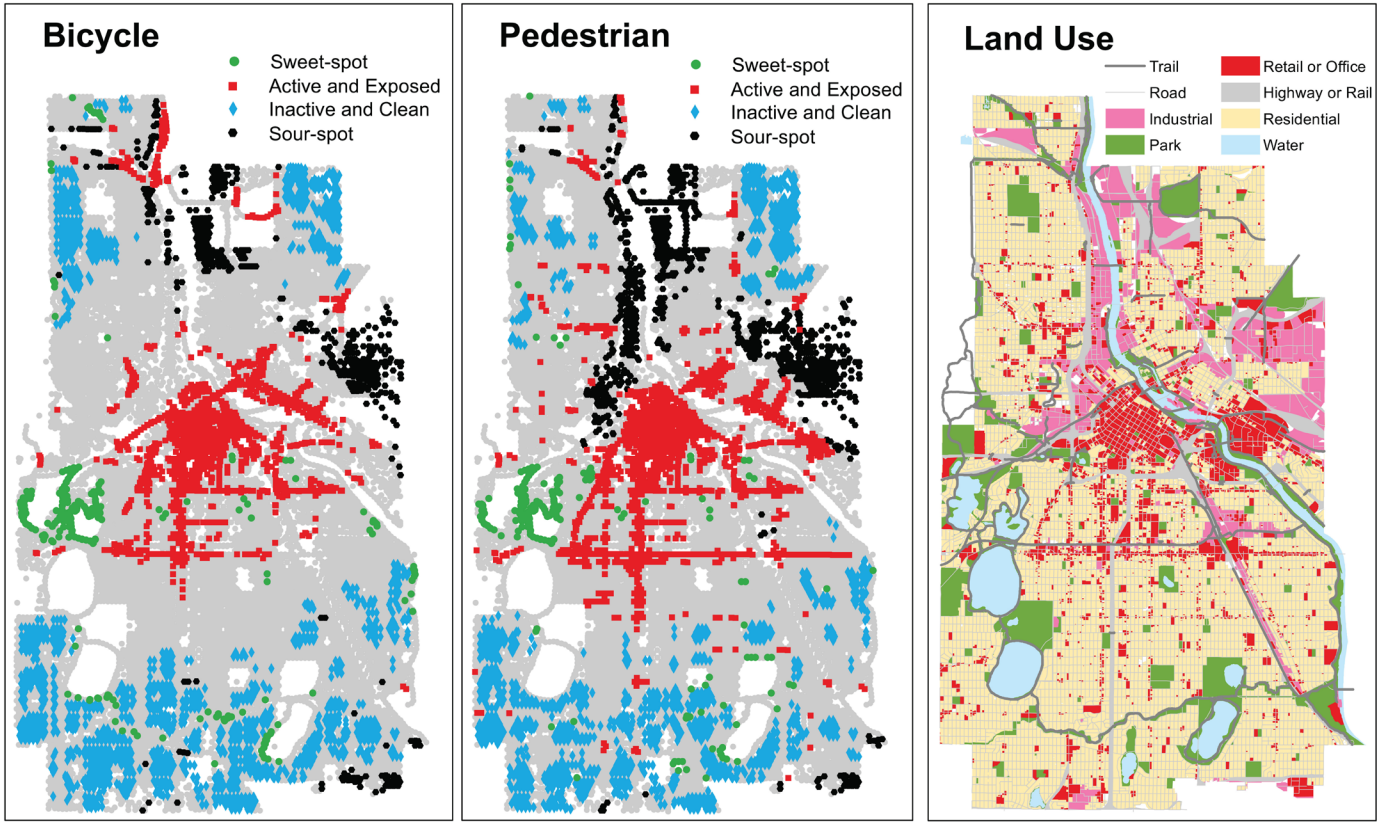 Bicycle
Sweet-spot
Active and Exposed
Inactive and Clean
Sour-spot
Pedestrian
Sweet-spot
Active and Exposed
Inactive and Clean
Sour-spot
Land Use
Trail
Retail or Office
Road
Highway or Rail
Industrial
Residential
Park
Water